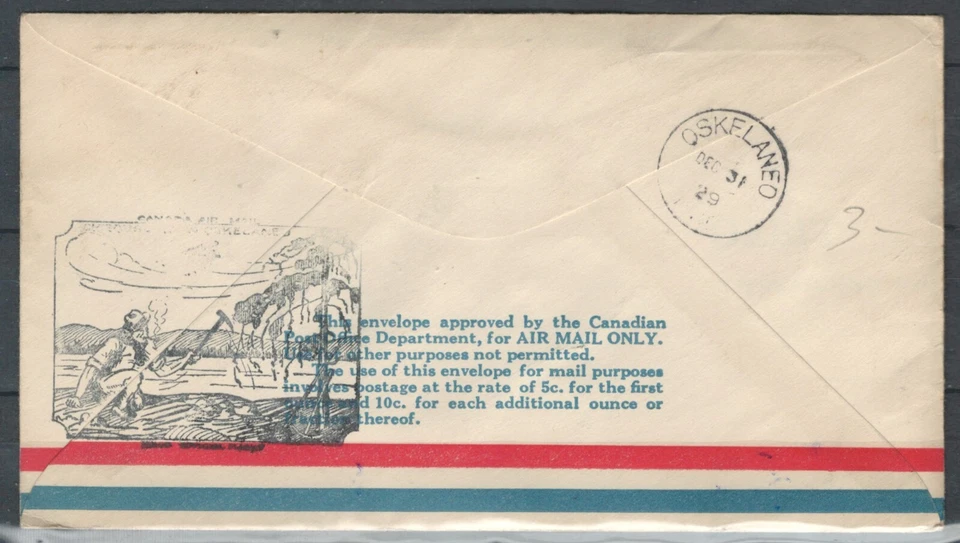 OSKELANEO
DEC 31
29
3-
CANADA AIR MAIL
OSKELANEO
This envelope approved by the Canadian
Post Office Department, for AIR MAIL ONLY.
Use for other purposes not permitted.
The use of this envelope for mail purposes
involves postage at the rate of 5c. for the first
ounce and 10c. for each additional ounce or
fraction thereof.